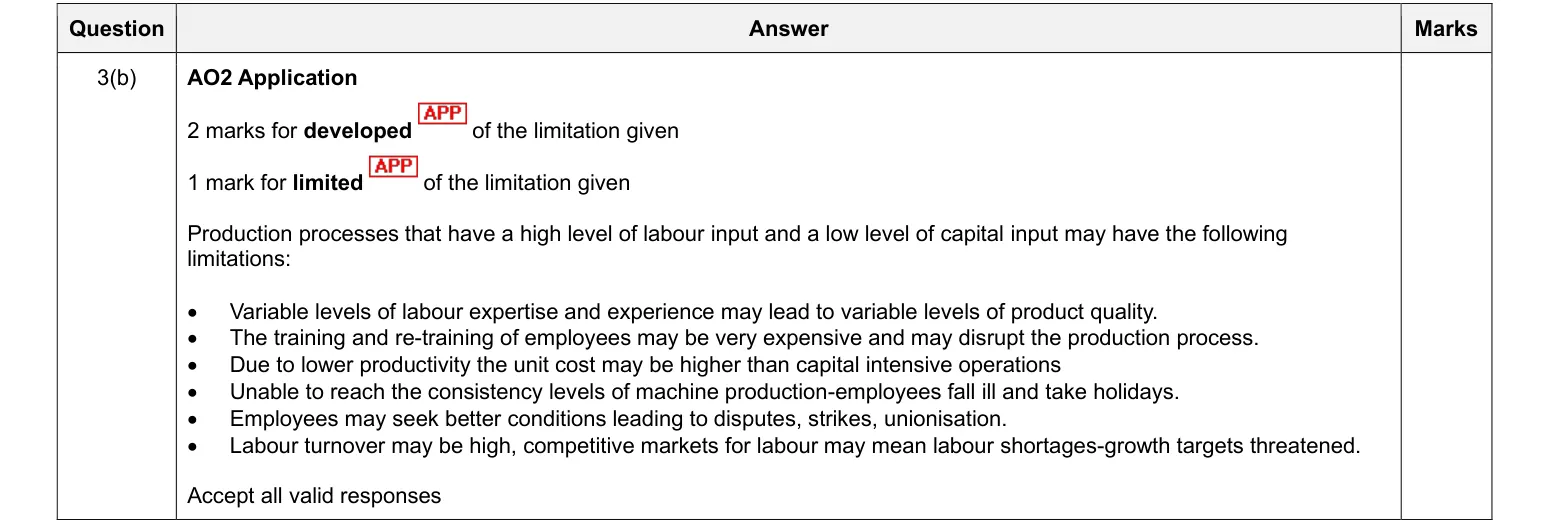 Question Answer Marks
3(b) AO2 Application
2 marks for developed APP of the limitation given
1 mark for limited APP of the limitation given
Production processes that have a high level of labour input and a low level of capital input may have the following
limitations:
• Variable levels of labour expertise and experience may lead to variable levels of product quality.
• The training and re-training of employees may be very expensive and may disrupt the production process.
• Due to lower productivity the unit cost may be higher than capital intensive operations
• Unable to reach the consistency levels of machine production-employees fall ill and take holidays.
• Employees may seek better conditions leading to disputes, strikes, unionisation.
• Labour turnover may be high, competitive markets for labour may mean labour shortages-growth targets threatened.
Accept all valid responses